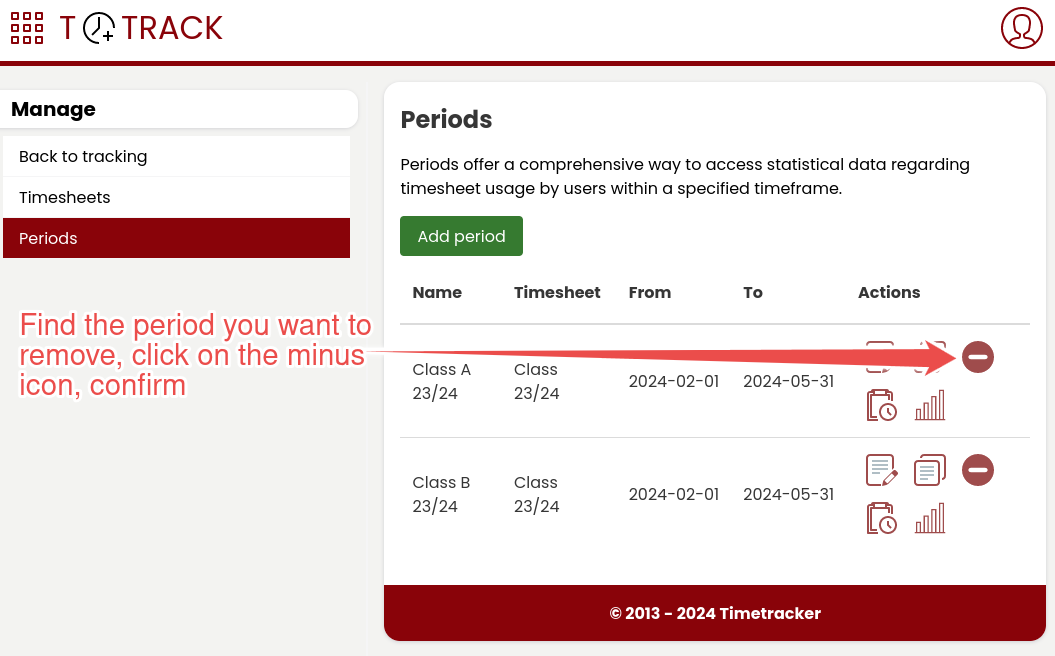 T TRACK
Manage
Back to tracking
Timesheets
Periods
Find the period you want to
remove, click on the minus
icon, confirm
Periods
Periods offer a comprehensive way to access statistical data regarding
timesheet usage by users within a specified timeframe.
Add period
Name Timesheet From To Actions
Class A 23/24 Class 23/24 2024-02-01 2024-05-31
Class B 23/24 Class 23/24 2024-02-01 2024-05-31
© 2013 - 2024 Timetracker